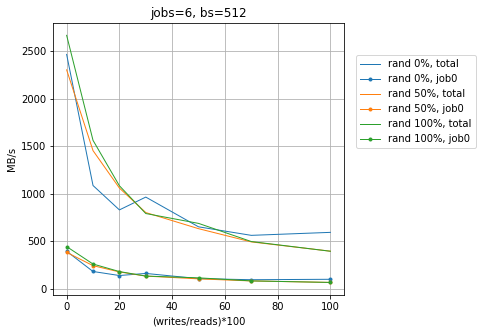 jobs=6, bs=512
MB/s
2500
2000
1500
1000
500
0
0
20
40
60
80
100
(writes/reads)*100
rand 0%, total
rand 0%, job0
rand 50%, total
rand 50%, job0
rand 100%, total
rand 100%, job0